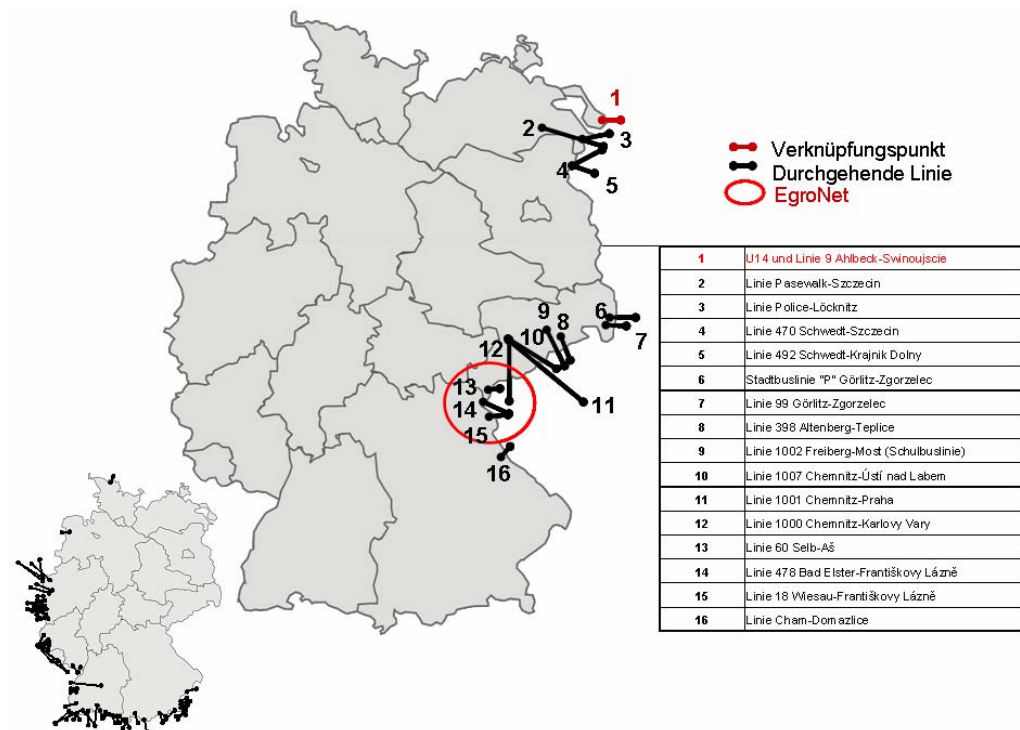 1
2
3
4
5
Verknüpfungspunkt
Durchgehende Linie
EgroNet
1 U14 und Linie 9 Ahlbeck-Swinoujscie
2 Linie Pasewalk-Szczecin
3 Linie Police-Löcknitz
4 Linie 470 Schwedt-Szczecin
5 Linie 492 Schwedt-Krajnik Dolny
6 Stadtbuslinie "P" Görlitz-Zgorzelec
7 Linie 99 Görlitz-Zgorzelec
8 Linie 398 Altenberg-Teplice
9 Linie 1002 Freiberg-Most (Schulbuslinie)
10 Linie 1007 Chemnitz-Ústí nad Labem
11 Linie 1001 Chemnitz-Praha
12 Linie 1000 Chemnitz-Karlovy Vary
13 Linie 60 Selb-Aš
14 Linie 478 Bad Elster-Františkovy Lázně
15 Linie 18 Wiesau-Františkovy Lázně
16 Linie Cham-Domazlice
6
9
8
7
10
12
13
11
14
15
16